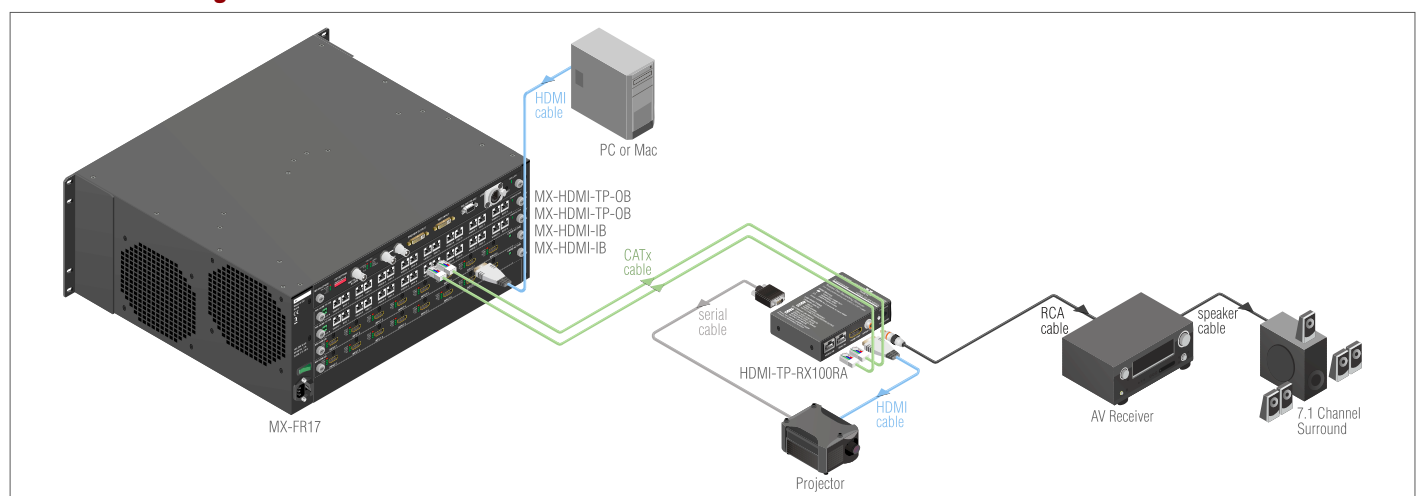 HDMI
cable
PC or Mac
MX-HDMI-TP-OB
MX-HDMI-TP-OB
MX-HDMI-IB
MX-HDMI-IB
CATx
cable
serial
cable
HDMI-TP-RX100RA
HDMI
cable
Projector
RCA
cable
AV Receiver
speaker
cable
7.1 Channel
Surround
MX-FR17